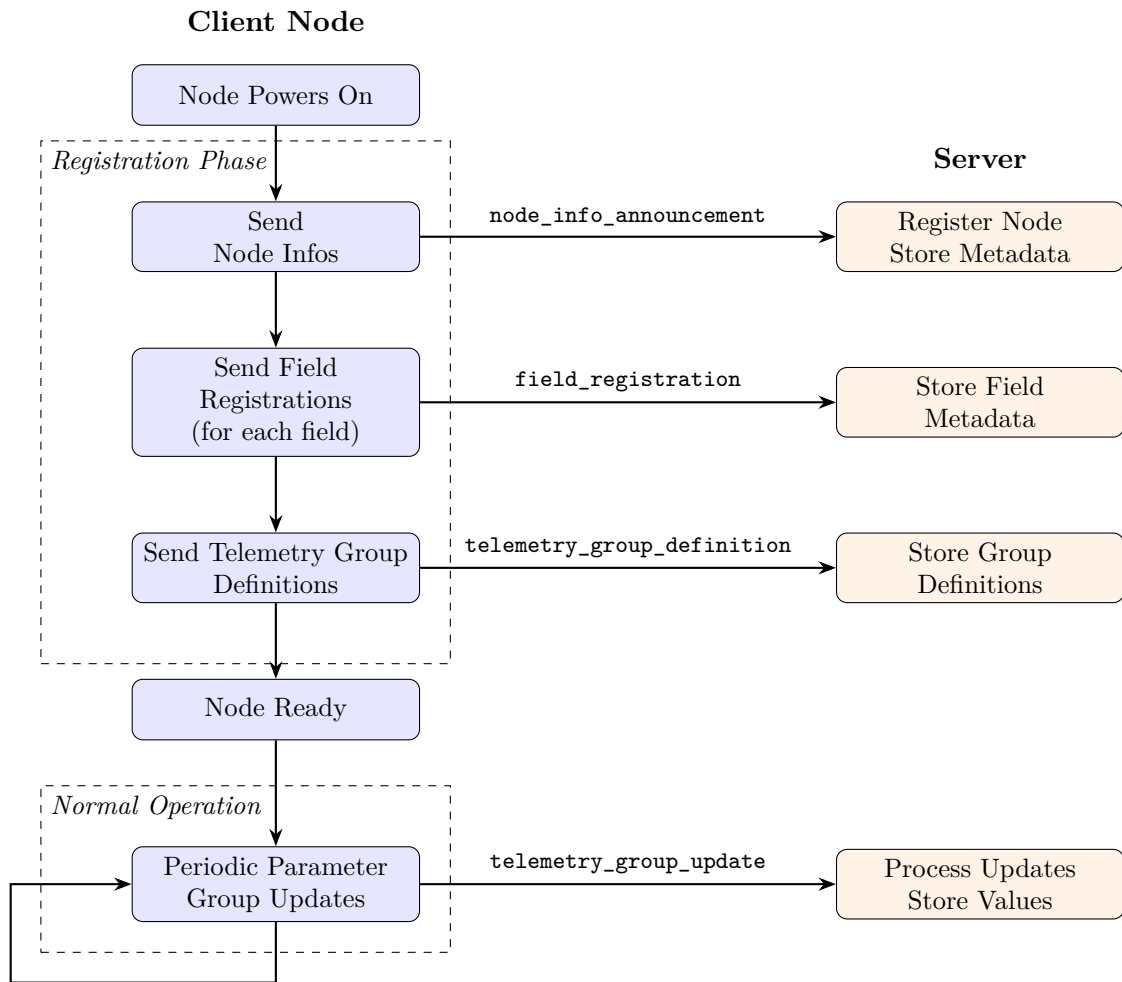 Client Node
Node Powers On
Registration Phase
Server
Send
Node Infos
node_info_announcement
Register Node
Store Metadata
Send Field
Registrations
(for each field)
field_registration
Store Field
Metadata
Send Telemetry Group
Definitions
telemetry_group_definition
Store Group
Definitions
Node Ready
Normal Operation
Periodic Parameter
Group Updates
telemetry_group_update
Process Updates
Store Values